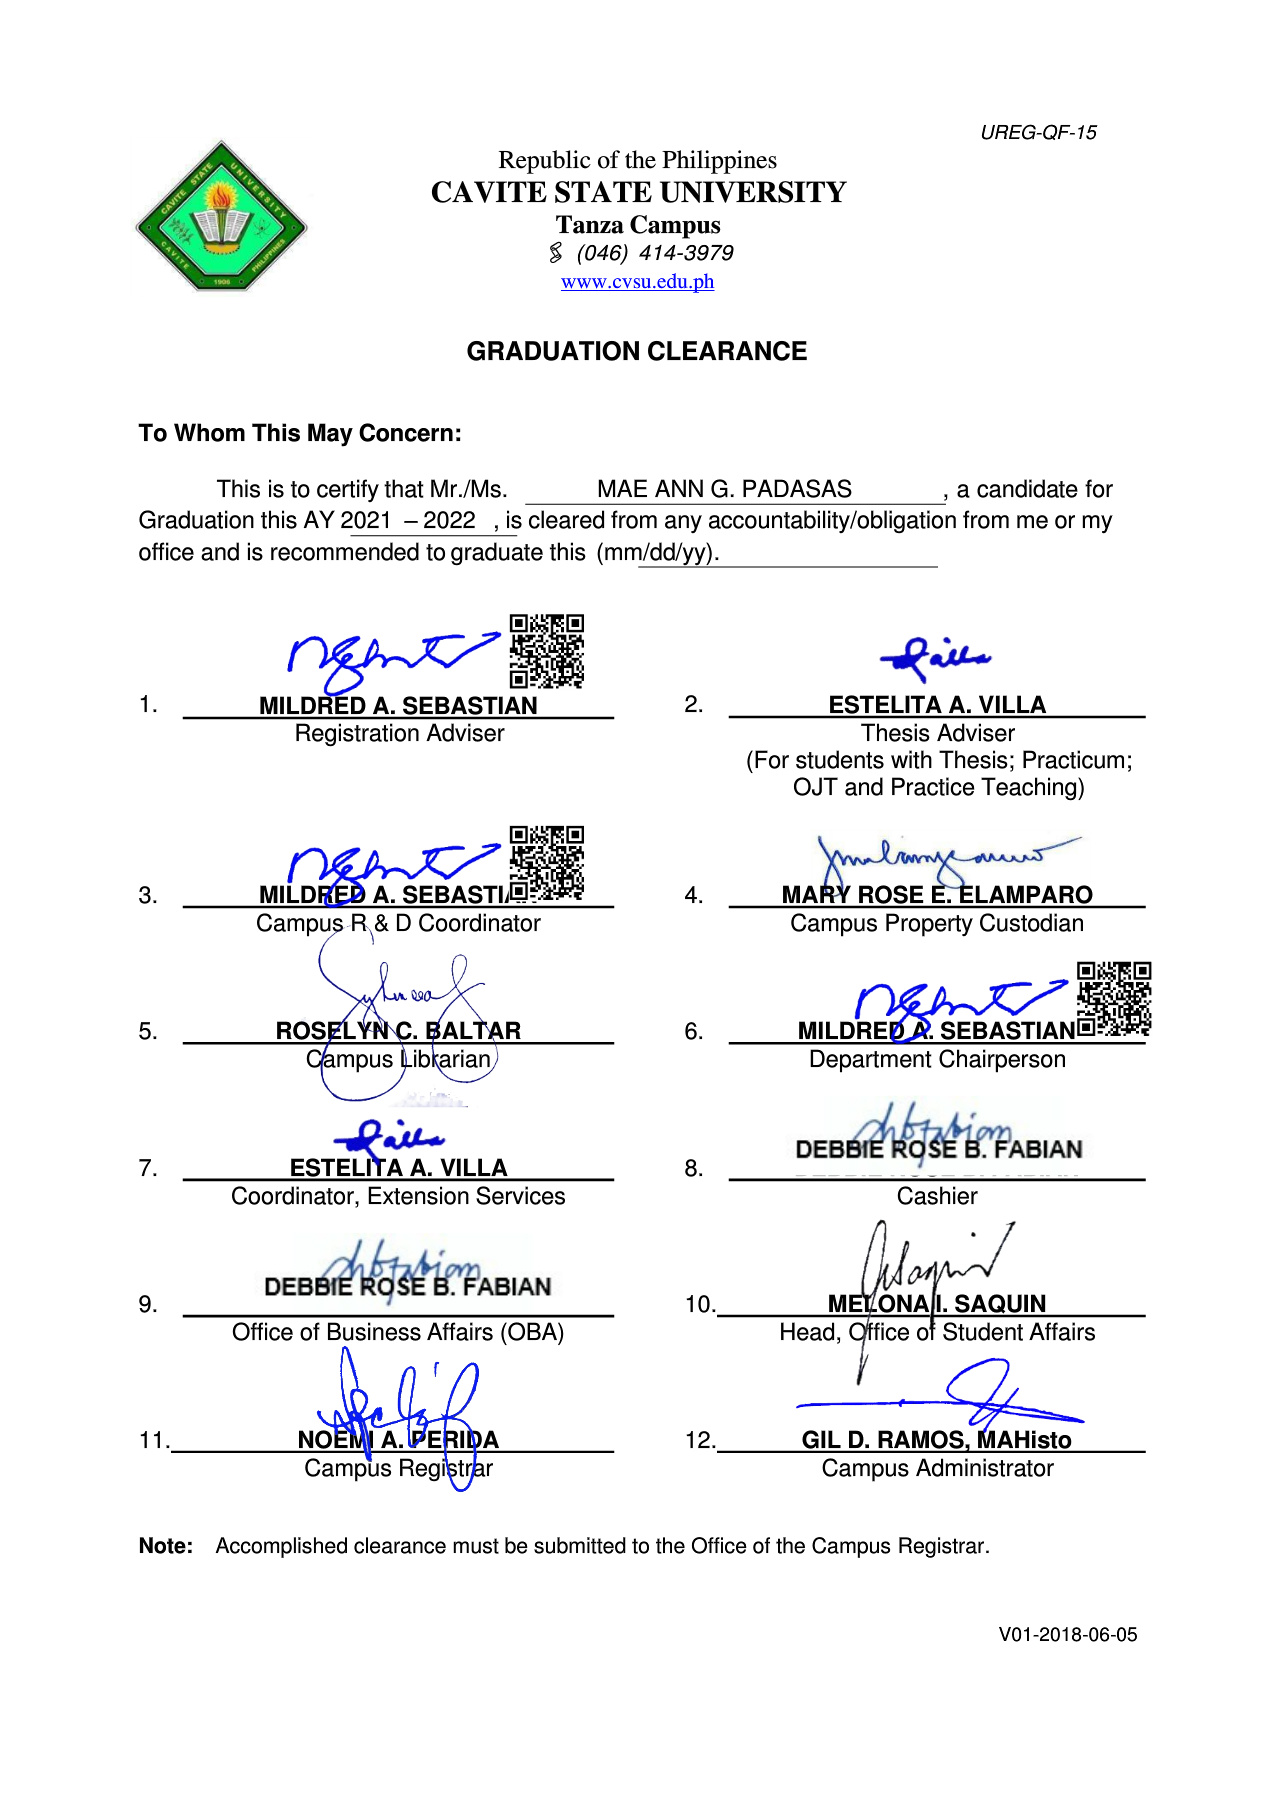 UREG-QF-15
Republic of the Philippines
CAVITE STATE UNIVERSITY
Tanza Campus
(046) 414-3979
www.cvsu.edu.ph
CAVITE STATE UNIVERSITY
CAVITE PHILIPPINES
1906
GRADUATION CLEARANCE
To Whom This May Concern:
This is to certify that Mr./Ms. MAE ANN G. PADASAS, a candidate for
Graduation this AY 2021 – 2022 , is cleared from any accountability/obligation from me or my
office and is recommended to graduate this (mm/dd/yy).
1. MILDRED A. SEBASTIAN
Registration Adviser
2. ESTELITA A. VILLA
Thesis Adviser
(For students with Thesis; Practicum;
OJT and Practice Teaching)
3. MILDRED A. SEBASTIA
Campus R & D Coordinator
4. MARY ROSE E. ELAMPARO
Campus Property Custodian
5. ROSELYN C. BALTAR
Campus Librarian
6. MILDRED A. SEBASTIAN
Department Chairperson
7. ESTELITA A. VILLA
Coordinator, Extension Services
8. DEBBIE ROSE B. FABIAN
Cashier
9. DEBBIE ROSE B. FABIAN
Office of Business Affairs (OBA)
10. MELONA I. SAQUIN
Head, Office of Student Affairs
11. NOEMI A. PERIDA
Campus Registrar
12. GIL D. RAMOS, MAHisto
Campus Administrator
Note: Accomplished clearance must be submitted to the Office of the Campus Registrar.
V01-2018-06-05